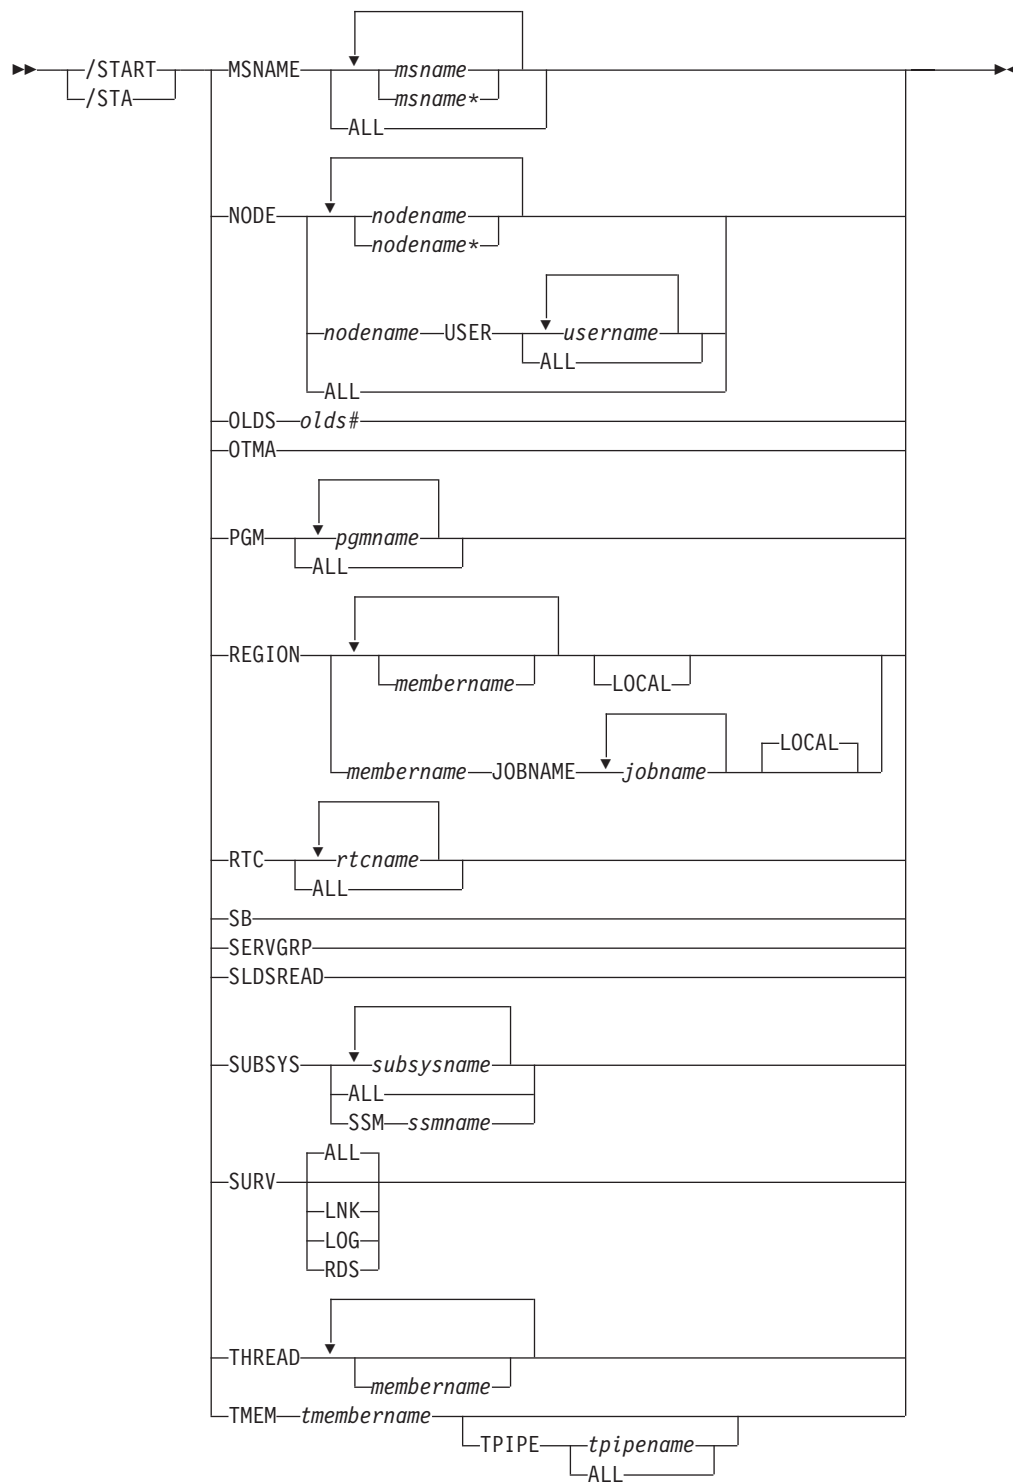 /START MSNAME msname
/STA msname*
ALL
NODE nodename
nodename*
nodename USER username
ALL
ALL
OLDS olds#
OTMA
PGM pgmname
ALL
REGION membername LOCAL
LOCAL
membername JOBNAME jobname
RTC rtcname
ALL
SB
SERVGRP
SLDSREAD
SUBSYS subsysname
ALL
SSM ssmname
ALL
SURV
LNK
LOG
RDS
THREAD
membername
TMEM tmembername
TPIPE tpipename
ALL